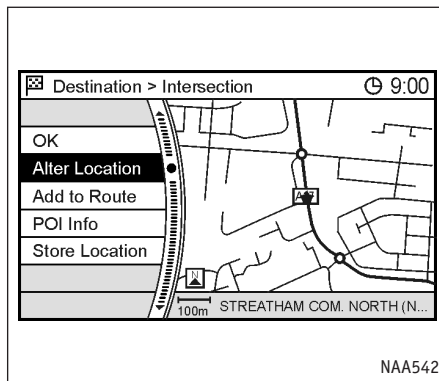 Destination > Intersection 9:00
OK
Alter Location
Add to Route
POI Info
Store Location
N
100m STREATHAM COM. NORTH (N...
NAA542